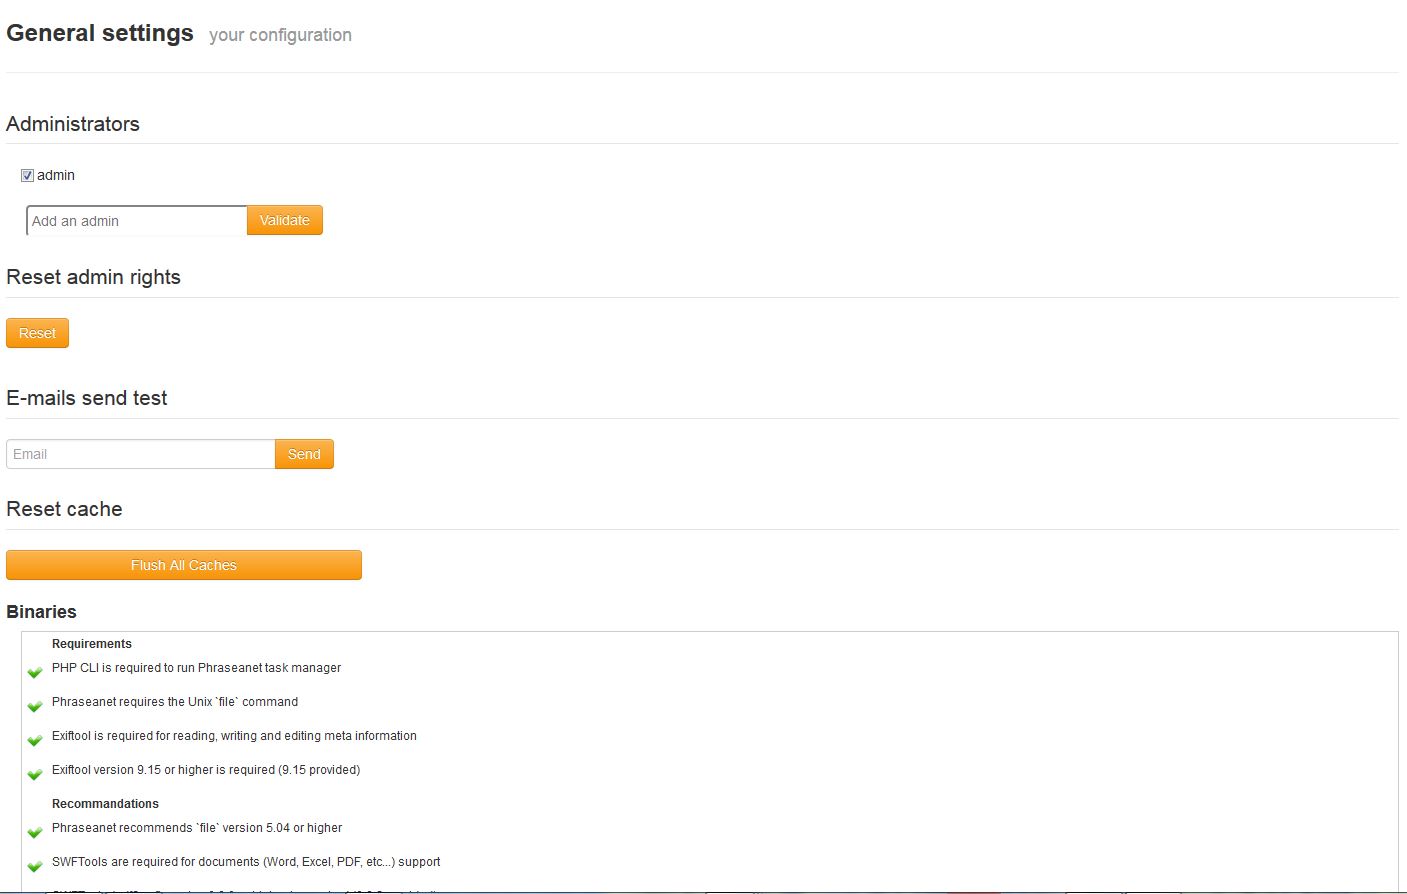 General settings your configuration
Administrators
admin
Add an admin Validate
Reset admin rights
Reset
E-mails send test
Email Send
Reset cache
Flush All Caches
Binaries
Requirements
PHP CLI is required to run Phraseanet task manager
Phraseanet requires the Unix `file` command
Exiftool is required for reading, writing and editing meta information
Exiftool version 9.15 or higher is required (9.15 provided)
Recommandations
Phraseanet recommends `file` version 5.04 or higher
SWFTools are required for documents (Word, Excel, PDF, etc...) support